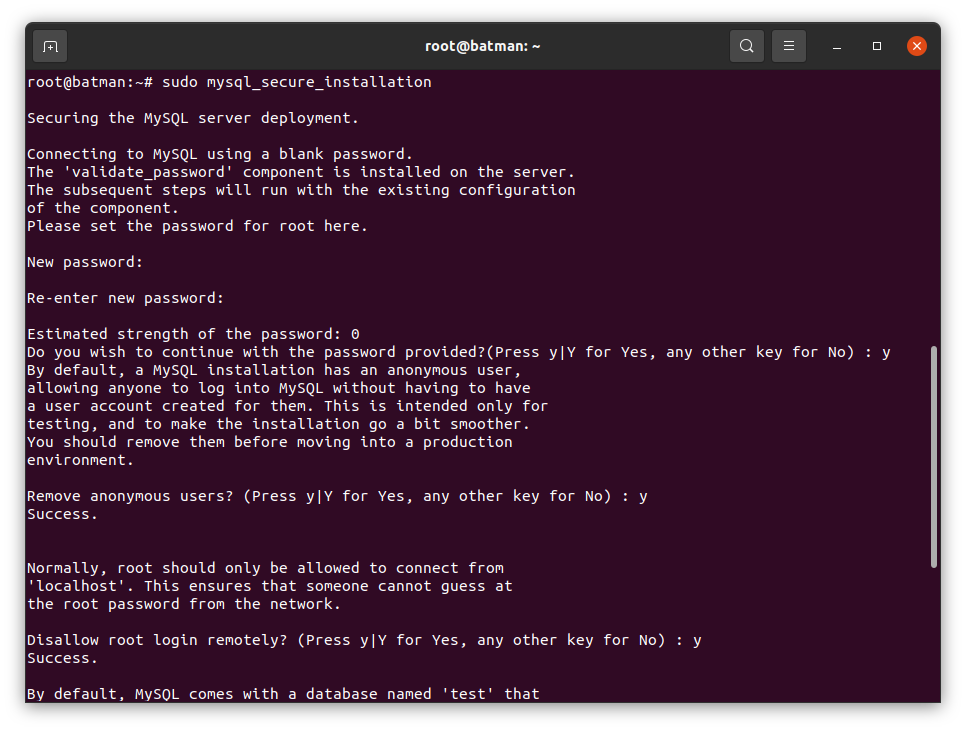 root@batman: ~
root@batman:~# sudo mysql_secure_installation
Securing the MySQL server deployment.
Connecting to MySQL using a blank password.
The 'validate_password' component is installed on the server.
The subsequent steps will run with the existing configuration
of the component.
Please set the password for root here.
New password:
Re-enter new password:
Estimated strength of the password: 0
Do you wish to continue with the password provided?(Press y|Y for Yes, any other key for No) : y
By default, a MySQL installation has an anonymous user,
allowing anyone to log into MySQL without having to have
a user account created for them. This is intended only for
testing, and to make the installation go a bit smoother.
You should remove them before moving into a production
environment.
Remove anonymous users? (Press y|Y for Yes, any other key for No) : y
Success.
Normally, root should only be allowed to connect from
'localhost'. This ensures that someone cannot guess at
the root password from the network.
Disallow root login remotely? (Press y|Y for Yes, any other key for No) : y
Success.
By default, MySQL comes with a database named 'test' that